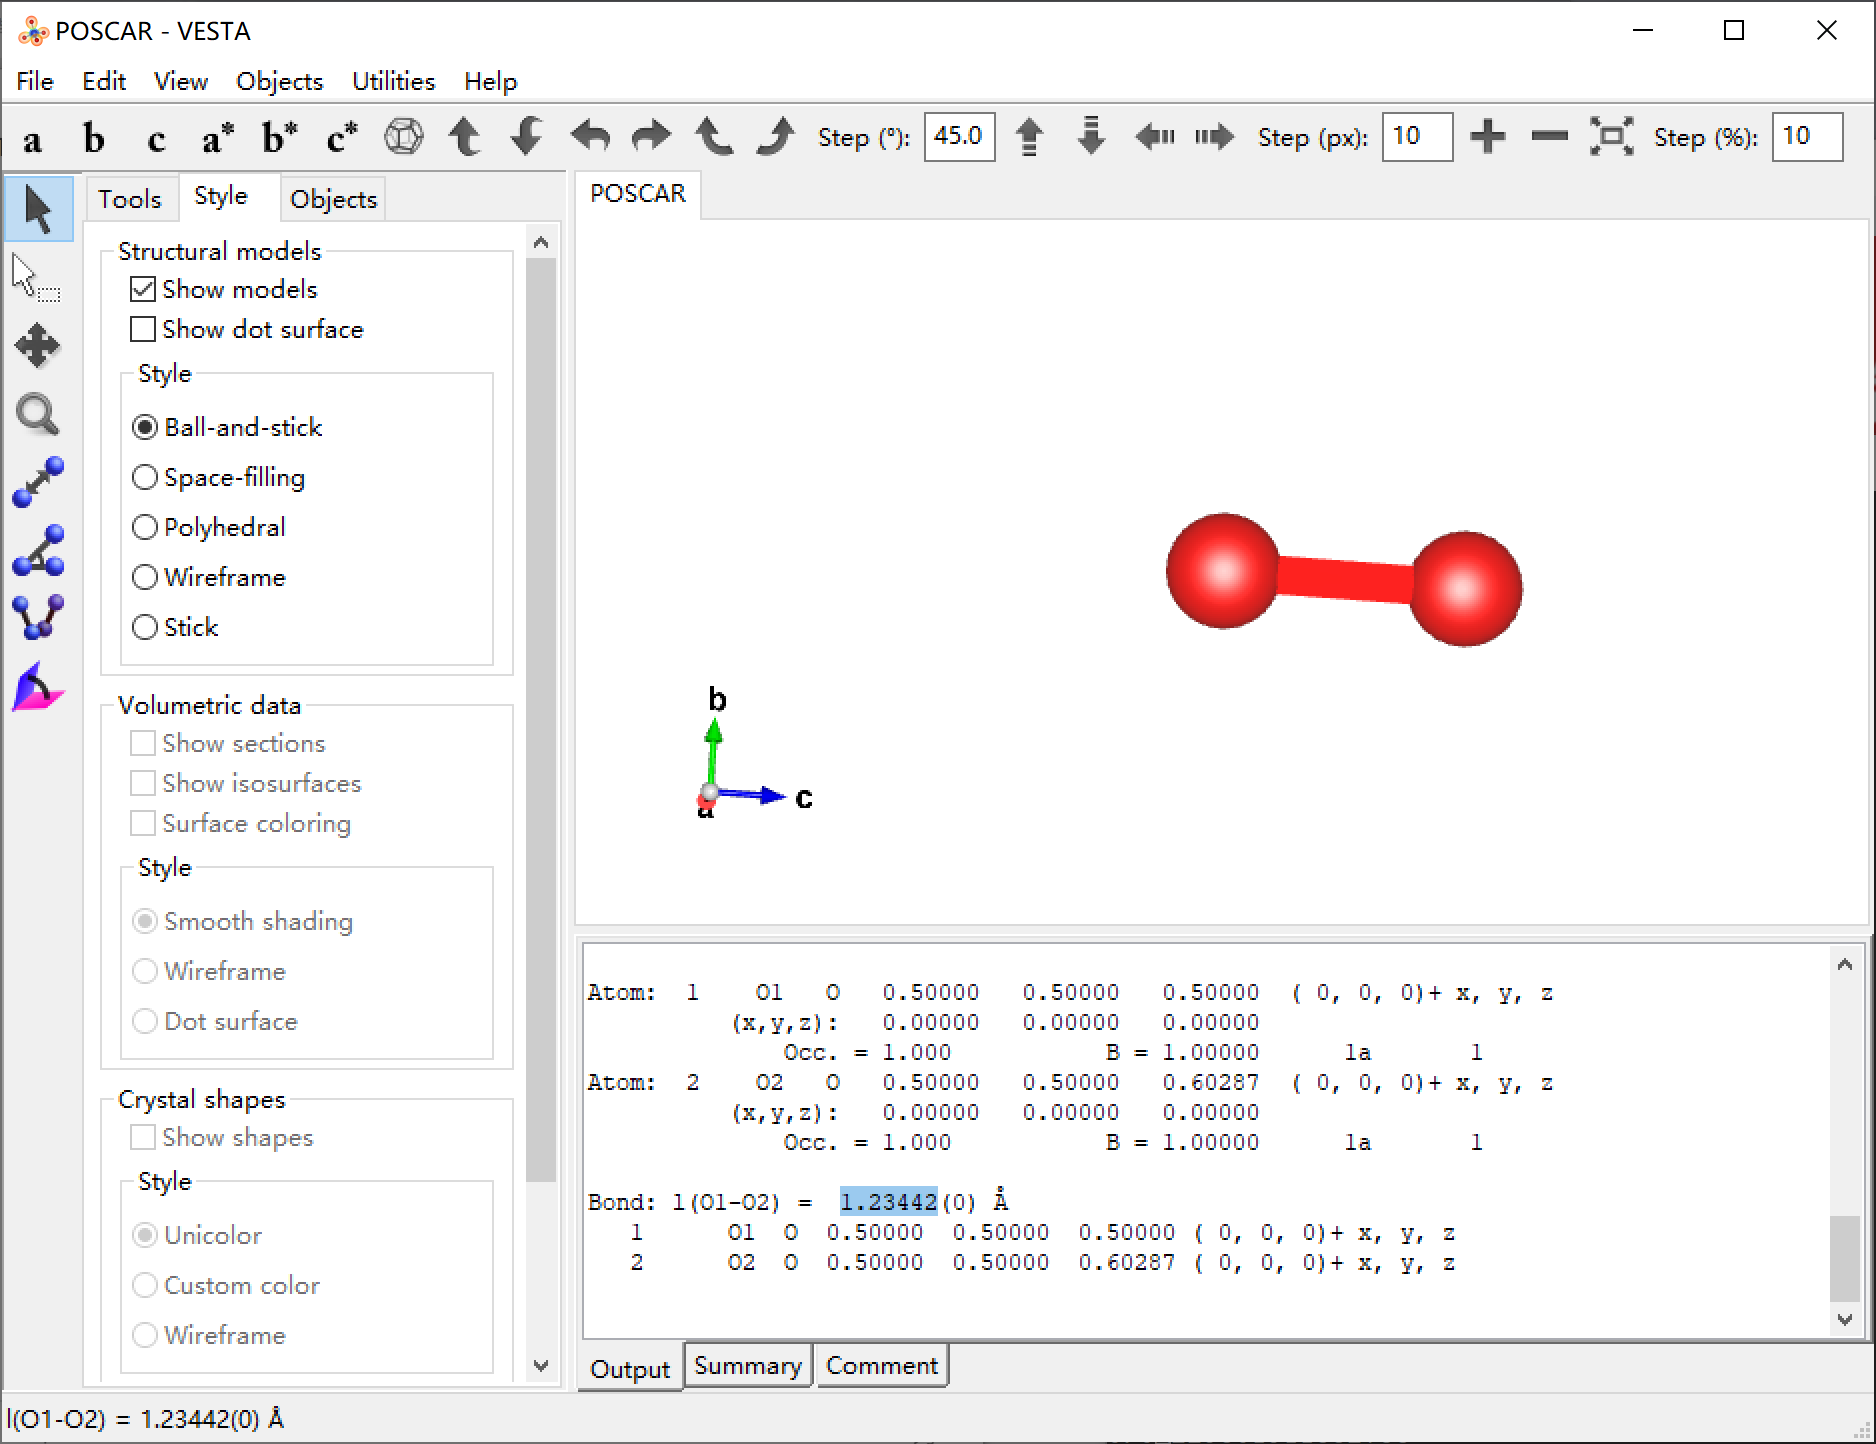 POSCAR - VESTA
File Edit View Objects Utilities Help
a b c a* b* c* Step (°): 45.0 Step (px): 10 Step (%): 10
Tools Style Objects
Structural models
Show models
Show dot surface
Style
Ball-and-stick
Space-filling
Polyhedral
Wireframe
Stick
Volumetric data
Show sections
Show isosurfaces
Surface coloring
Style
Smooth shading
Wireframe
Dot surface
Crystal shapes
Show shapes
Style
Unicolor
Custom color
Wireframe
POSCAR
b
c
a
Atom: 1 O1 O 0.50000 0.50000 0.50000 ( 0, 0, 0)+ x, y, z
(x,y,z): 0.00000 0.00000 0.00000
Occ. = 1.000 B = 1.00000 1a 1
Atom: 2 O2 O 0.50000 0.50000 0.60287 ( 0, 0, 0)+ x, y, z
(x,y,z): 0.00000 0.00000 0.00000
Occ. = 1.000 B = 1.00000 1a 1
Bond: l(O1-O2) = 1.23442(0) Å
1 O1 O 0.50000 0.50000 0.50000 ( 0, 0, 0)+ x, y, z
2 O2 O 0.50000 0.50000 0.60287 ( 0, 0, 0)+ x, y, z
Output Summary Comment
l(O1-O2) = 1.23442(0) Å